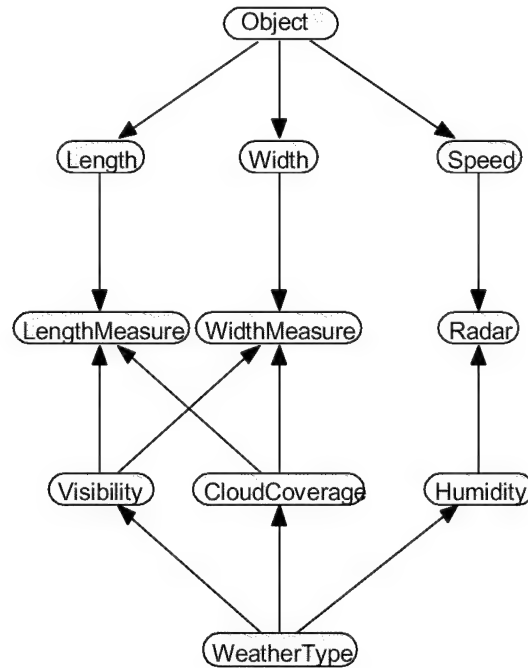 Object
Length
Width
Speed
LengthMeasure
WidthMeasure
Radar
Visibility
CloudCoverage
Humidity
WeatherType